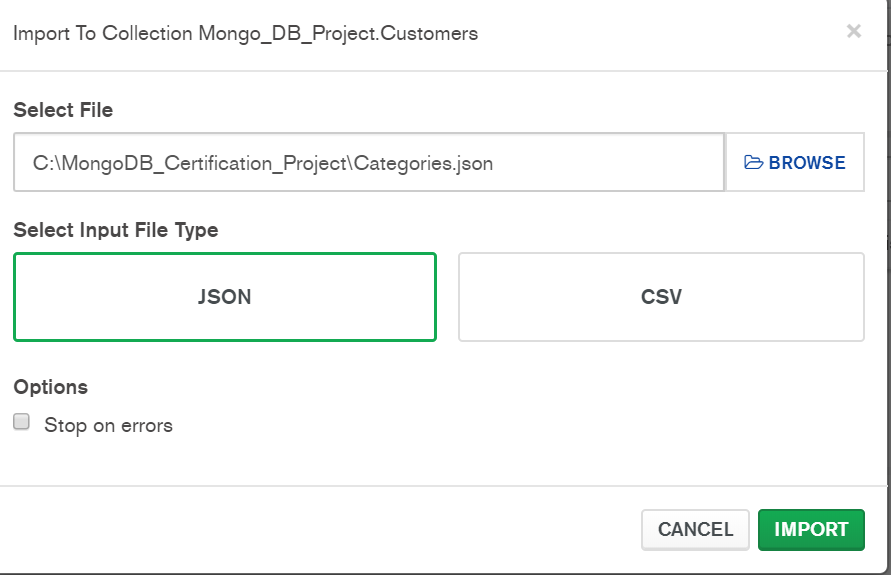 Import To Collection Mongo_DB_Project.Customers
×
Select File
C:\MongoDB_Certification_Project\Categories.json
BROWSE
Select Input File Type
JSON
CSV
Options
Stop on errors
CANCEL
IMPORT